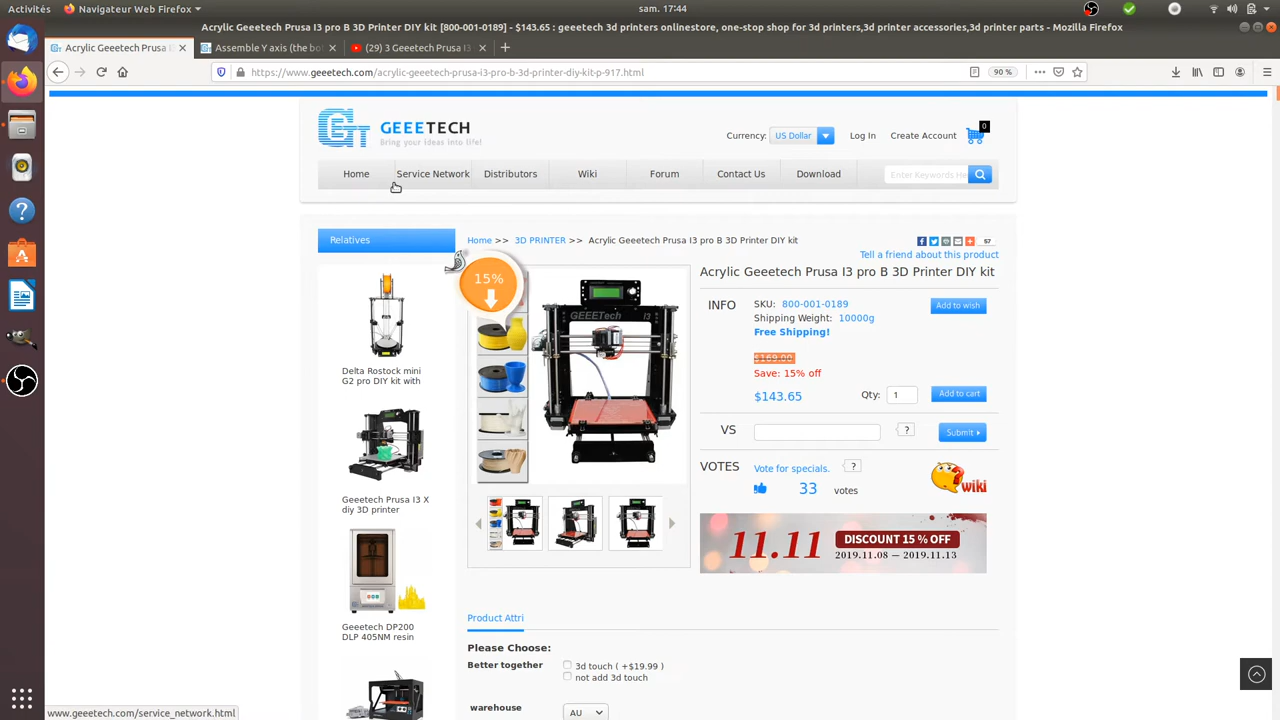 Activités Navigateur Web Firefox sam. 17:44
Acrylic Geeetech Prusa I3 pro B 3D Printer DIY kit [800-001-0189] - $143.65 : geeetech 3d printers onlinestore, one-stop shop for 3d printers,3d printer accessories,3d printer parts - Mozilla Firefox
Acrylic Geeetech Prusa I Assemble Y axis (the bo (29) 3 Geeetech Prusa I3
https://www.geeetech.com/acrylic-geeetech-prusa-i3-pro-b-3d-printer-diy-kit-p-917.html 90 %
GEEETECH
Bring your ideas into life!
Currency: US Dollar Log In Create Account 0
Home Service Network Distributors Wiki Forum Contact Us Download Enter Keywords He
Relatives
Home >> 3D PRINTER >> Acrylic Geeetech Prusa I3 pro B 3D Printer DIY kit
57
Tell a friend about this product
15%
Acrylic Geeetech Prusa I3 pro B 3D Printer DIY kit
GEEETech I3
INFO
SKU: 800-001-0189
Add to wish
Shipping Weight: 10000g
Free Shipping!
$169.00
Save: 15% off
$143.65
Qty: 1
Add to cart
VS
?
Submit
VOTES
Vote for specials. ?
33 votes
wiki
11.11 DISCOUNT 15 % OFF
2019.11.08 — 2019.11.13
Delta Rostock mini
G2 pro DIY kit with
Geeetech Prusa I3 X
diy 3D printer
Geeetech DP200
DLP 405NM resin
Product Attri
Please Choose:
Better together
3d touch ( +$19.99 )
not add 3d touch
warehouse
AU
www.geeetech.com/service_network.html